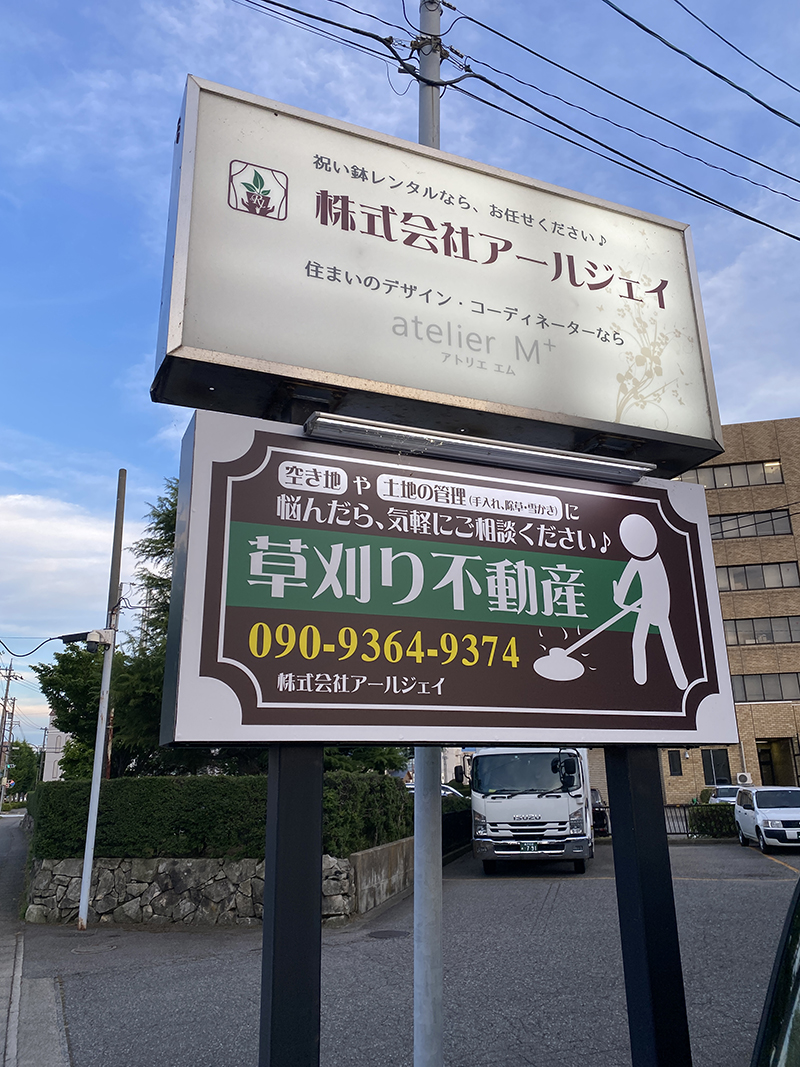 祝い鉢レンタルなら、お任せください♪
株式会社アールジェイ
住まいのデザイン・コーディネーターなら
atelier M⁺
アトリエ エム
空き地 や 土地の管理(手入れ、除草・雪かき) に
悩んだら、気軽にご相談ください♪
草刈り不動産
090-9364-9374
株式会社アールジェイ
ISUZU